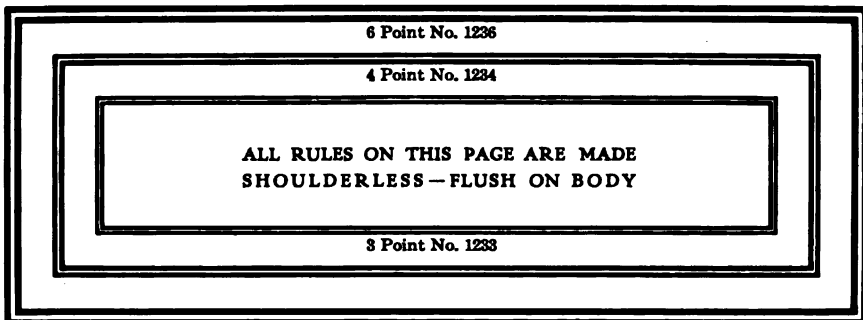 6 Point No. 1236
4 Point No. 1234
ALL RULES ON THIS PAGE ARE MADE
SHOULDERLESS—FLUSH ON BODY
3 Point No. 1233